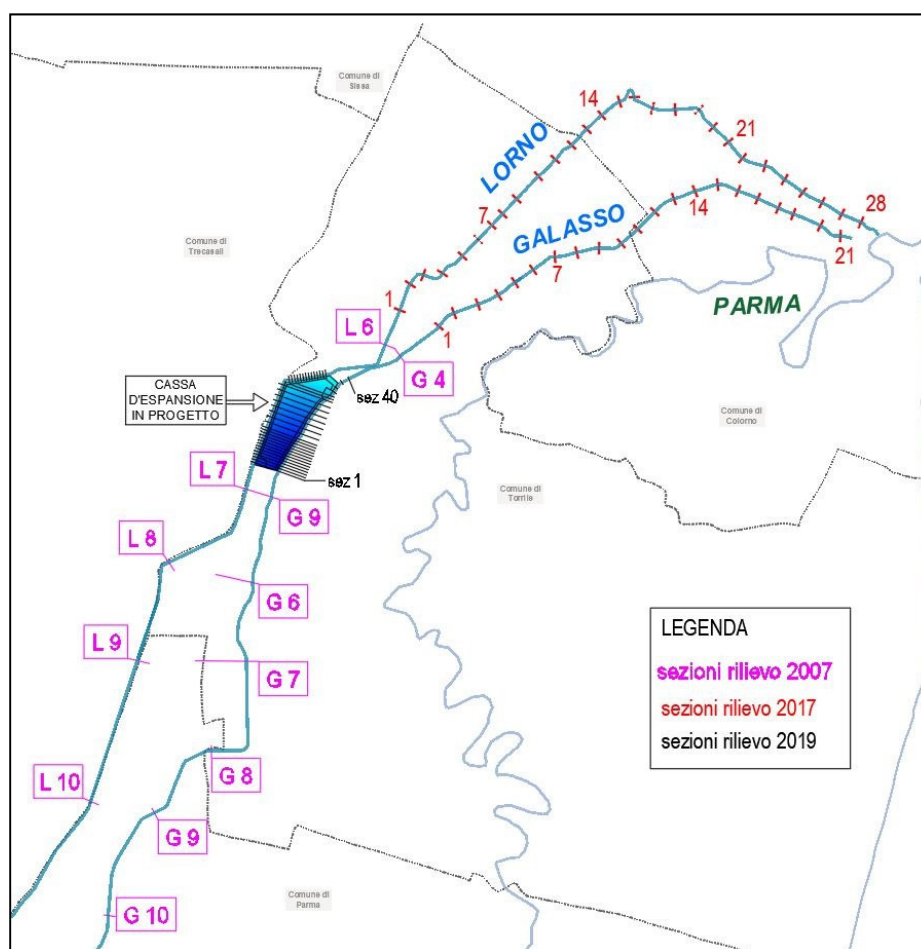 Comune di
Sissa
14
21
LORNO
7
28
GALASSO
14
Comune di
Trecasali
7
21
1
PARMA
L 6
1
G 4
CASSA
D'ESPANSIONE
IN PROGETTO
sez 40
Comune di
Colorno
L 7
sez 1
Comune di
Torrile
G 9
L 8
G 6
LEGENDA
L 9
sezioni rilievo 2007
G 7
sezioni rilievo 2017
sezioni rilievo 2019
G 8
L 10
G 9
Comune di
Parma
G 10